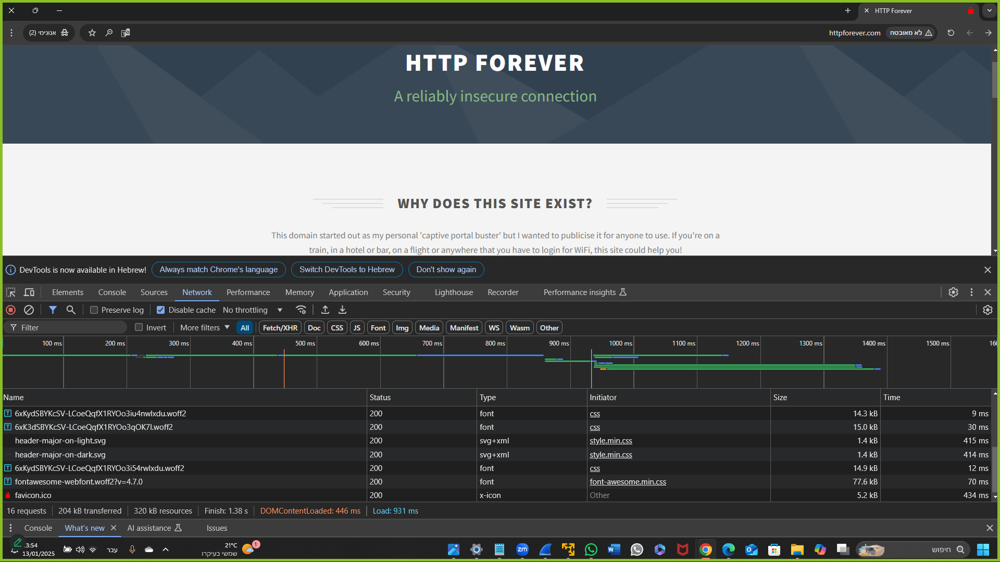 HTTP Forever
אנונימי (2)
httpforever.com
לא מאובטח
HTTP FOREVER
A reliably insecure connection
WHY DOES THIS SITE EXIST?
This domain started out as my personal 'captive portal buster' but I wanted to publicise it for anyone to use. If you're on a
train, in a hotel or bar, on a flight or anywhere that you have to login for WiFi, this site could help you!
DevTools is now available in Hebrew! Always match Chrome's language Switch DevTools to Hebrew Don't show again
Elements Console Sources Network Performance Memory Application Security Lighthouse Recorder Performance insights
Preserve log Disable cache No throttling
Filter Invert More filters All Fetch/XHR Doc CSS JS Font Img Media Manifest WS Wasm Other
100 ms 200 ms 300 ms 400 ms 500 ms 600 ms 700 ms 800 ms 900 ms 1000 ms 1100 ms 1200 ms 1300 ms 1400 ms 1500 ms
Name Status Type Initiator Size Time
6xKydSBYKcSV-LCoeQqfX1RYOo3iu4nwlxdu.woff2 200 font css 14.3 kB 9 ms
6xK3dSBYKcSV-LCoeQqfX1RYOo3qOK7l.woff2 200 font css 15.0 kB 30 ms
header-major-on-light.svg 200 svg+xml style.min.css 1.4 kB 415 ms
header-major-on-dark.svg 200 svg+xml style.min.css 1.4 kB 414 ms
6xKydSBYKcSV-LCoeQqfX1RYOo3i54rwlxdu.woff2 200 font css 14.9 kB 12 ms
fontawesome-webfont.woff2?v=4.7.0 200 font font-awesome.min.css 77.6 kB 70 ms
favicon.ico 200 x-icon Other 5.2 kB 434 ms
16 requests 204 kB transferred 320 kB resources Finish: 1.38 s DOMContentLoaded: 446 ms Load: 931 ms
Console What's new AI assistance Issues
13/01/2025
עבר
21°C
שמשי בעיקרו
1
zm
W
חיפוש